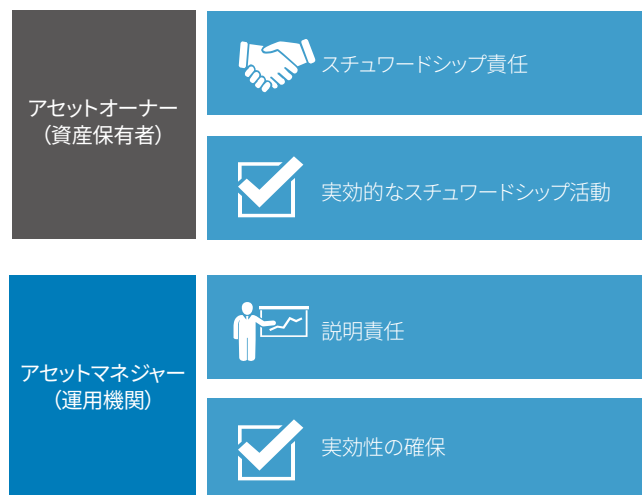 アセットオーナー
（資産保有者）
スチュワードシップ責任
実効的なスチュワードシップ活動
アセットマネジャー
（運用機関）
説明責任
実効性の確保